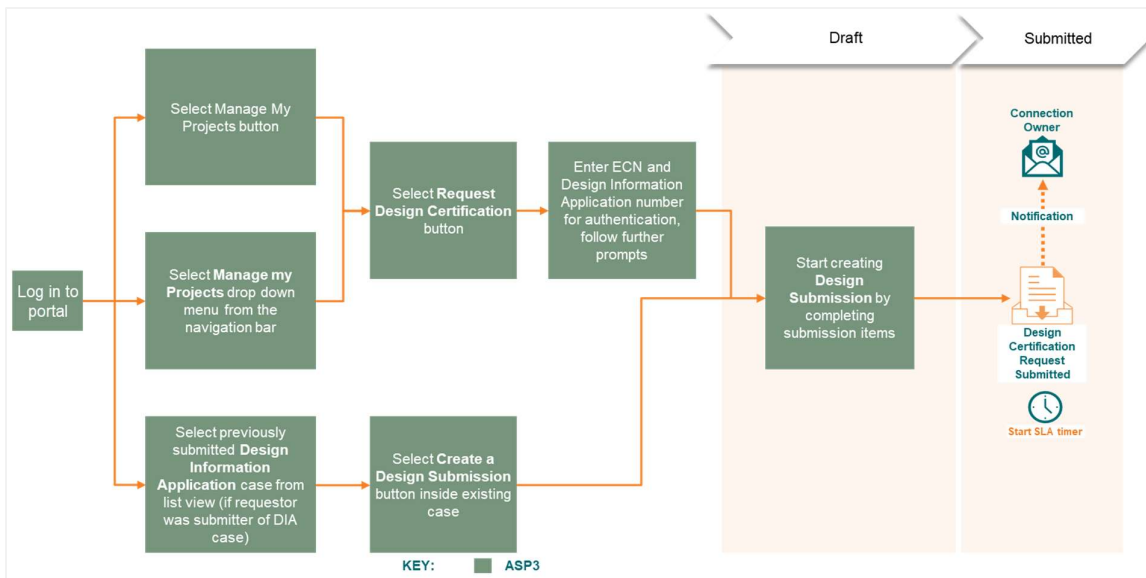 Draft
Submitted
Log in to
portal
Select Manage My
Projects button
Select Manage my
Projects drop down
menu from the
navigation bar
Select previously
submitted Design
Information
Application case from
list view (if requestor
was submitter of DIA
case)
Select Request
Design Certification
button
Select Create a
Design Submission
button inside existing
case
Enter ECN and
Design Information
Application number
for authentication,
follow further
prompts
Start creating
Design
Submission by
completing
submission items
Connection
Owner
@
Notification
Design
Certification
Request
Submitted
Start SLA timer
KEY: ASP3